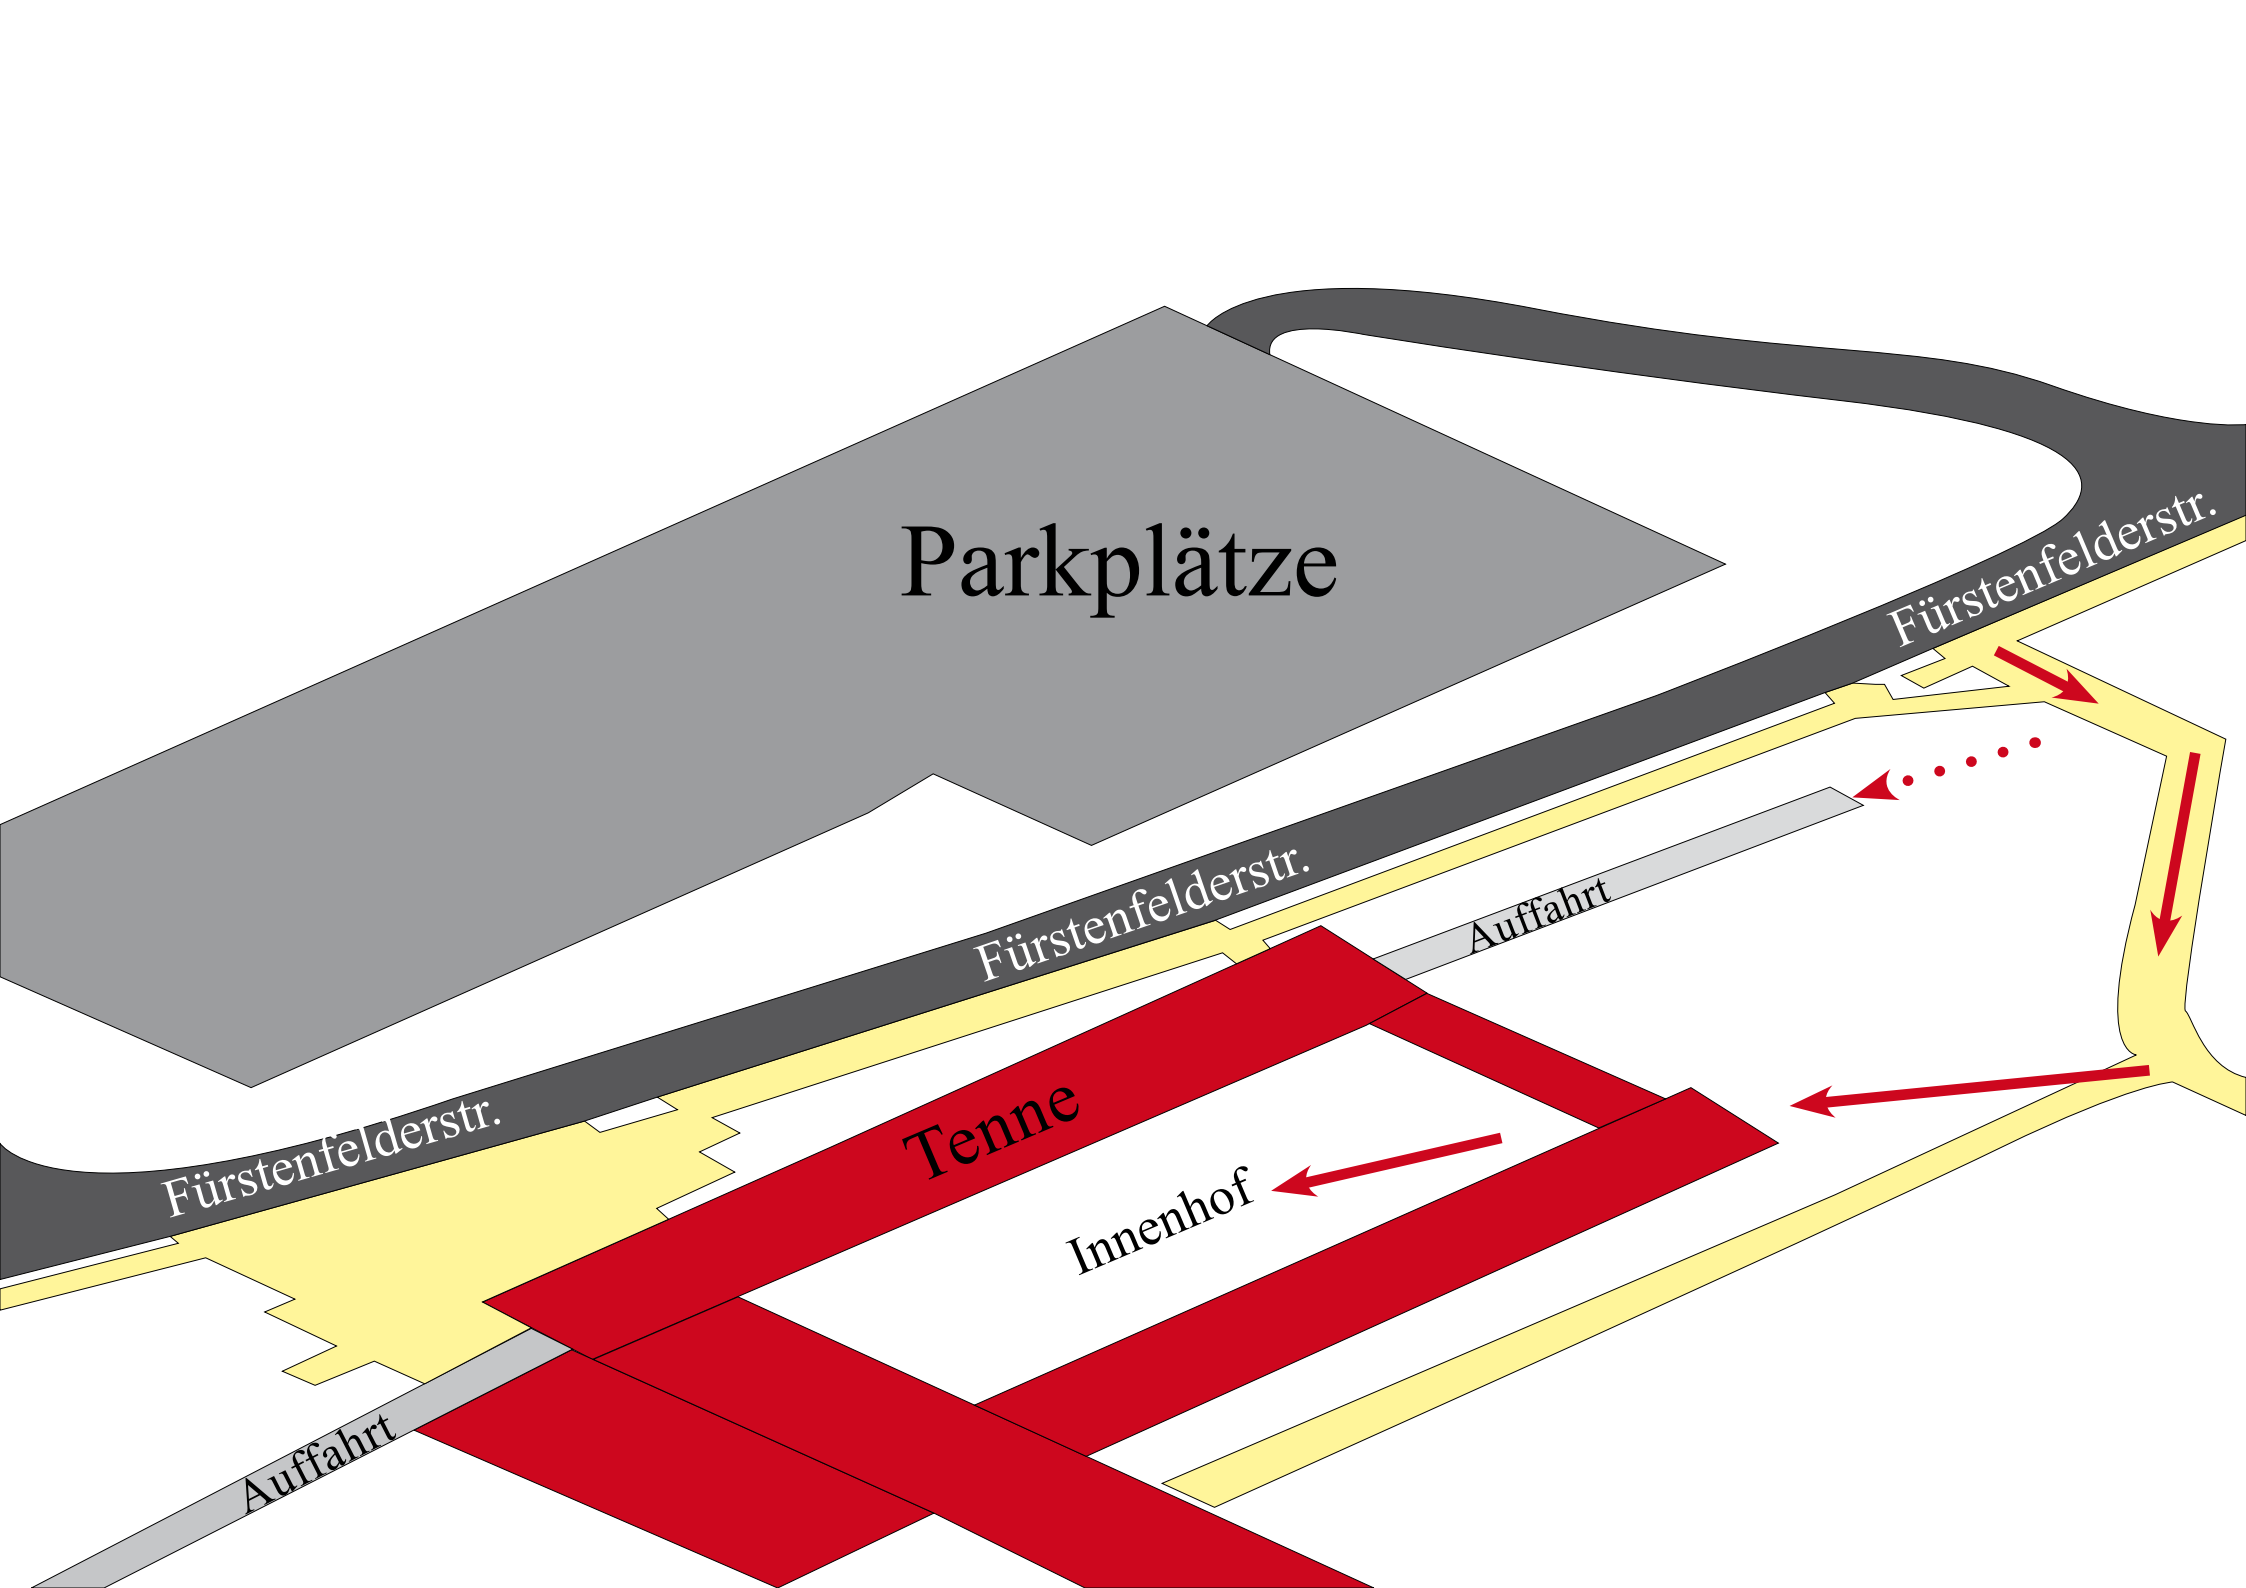 Parkplätze
Fürstenfelderstr.
Fürstenfelderstr.
Auffahrt
Tenne
Fürstenfelderstr.
Innenhof
Auffahrt